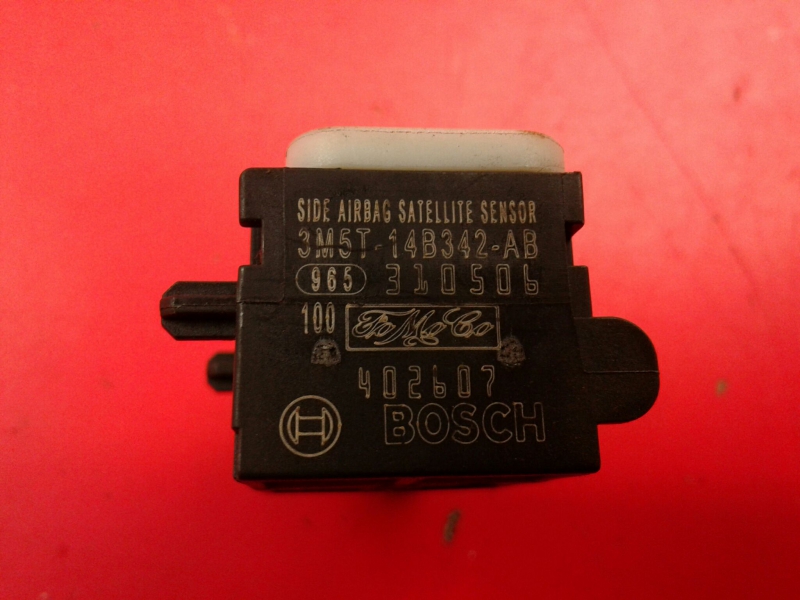 SIDE AIRBAG SATELLITE SENSOR
3M5T-14B342-AB
965 310506
100 FoMoCo
402607
BOSCH